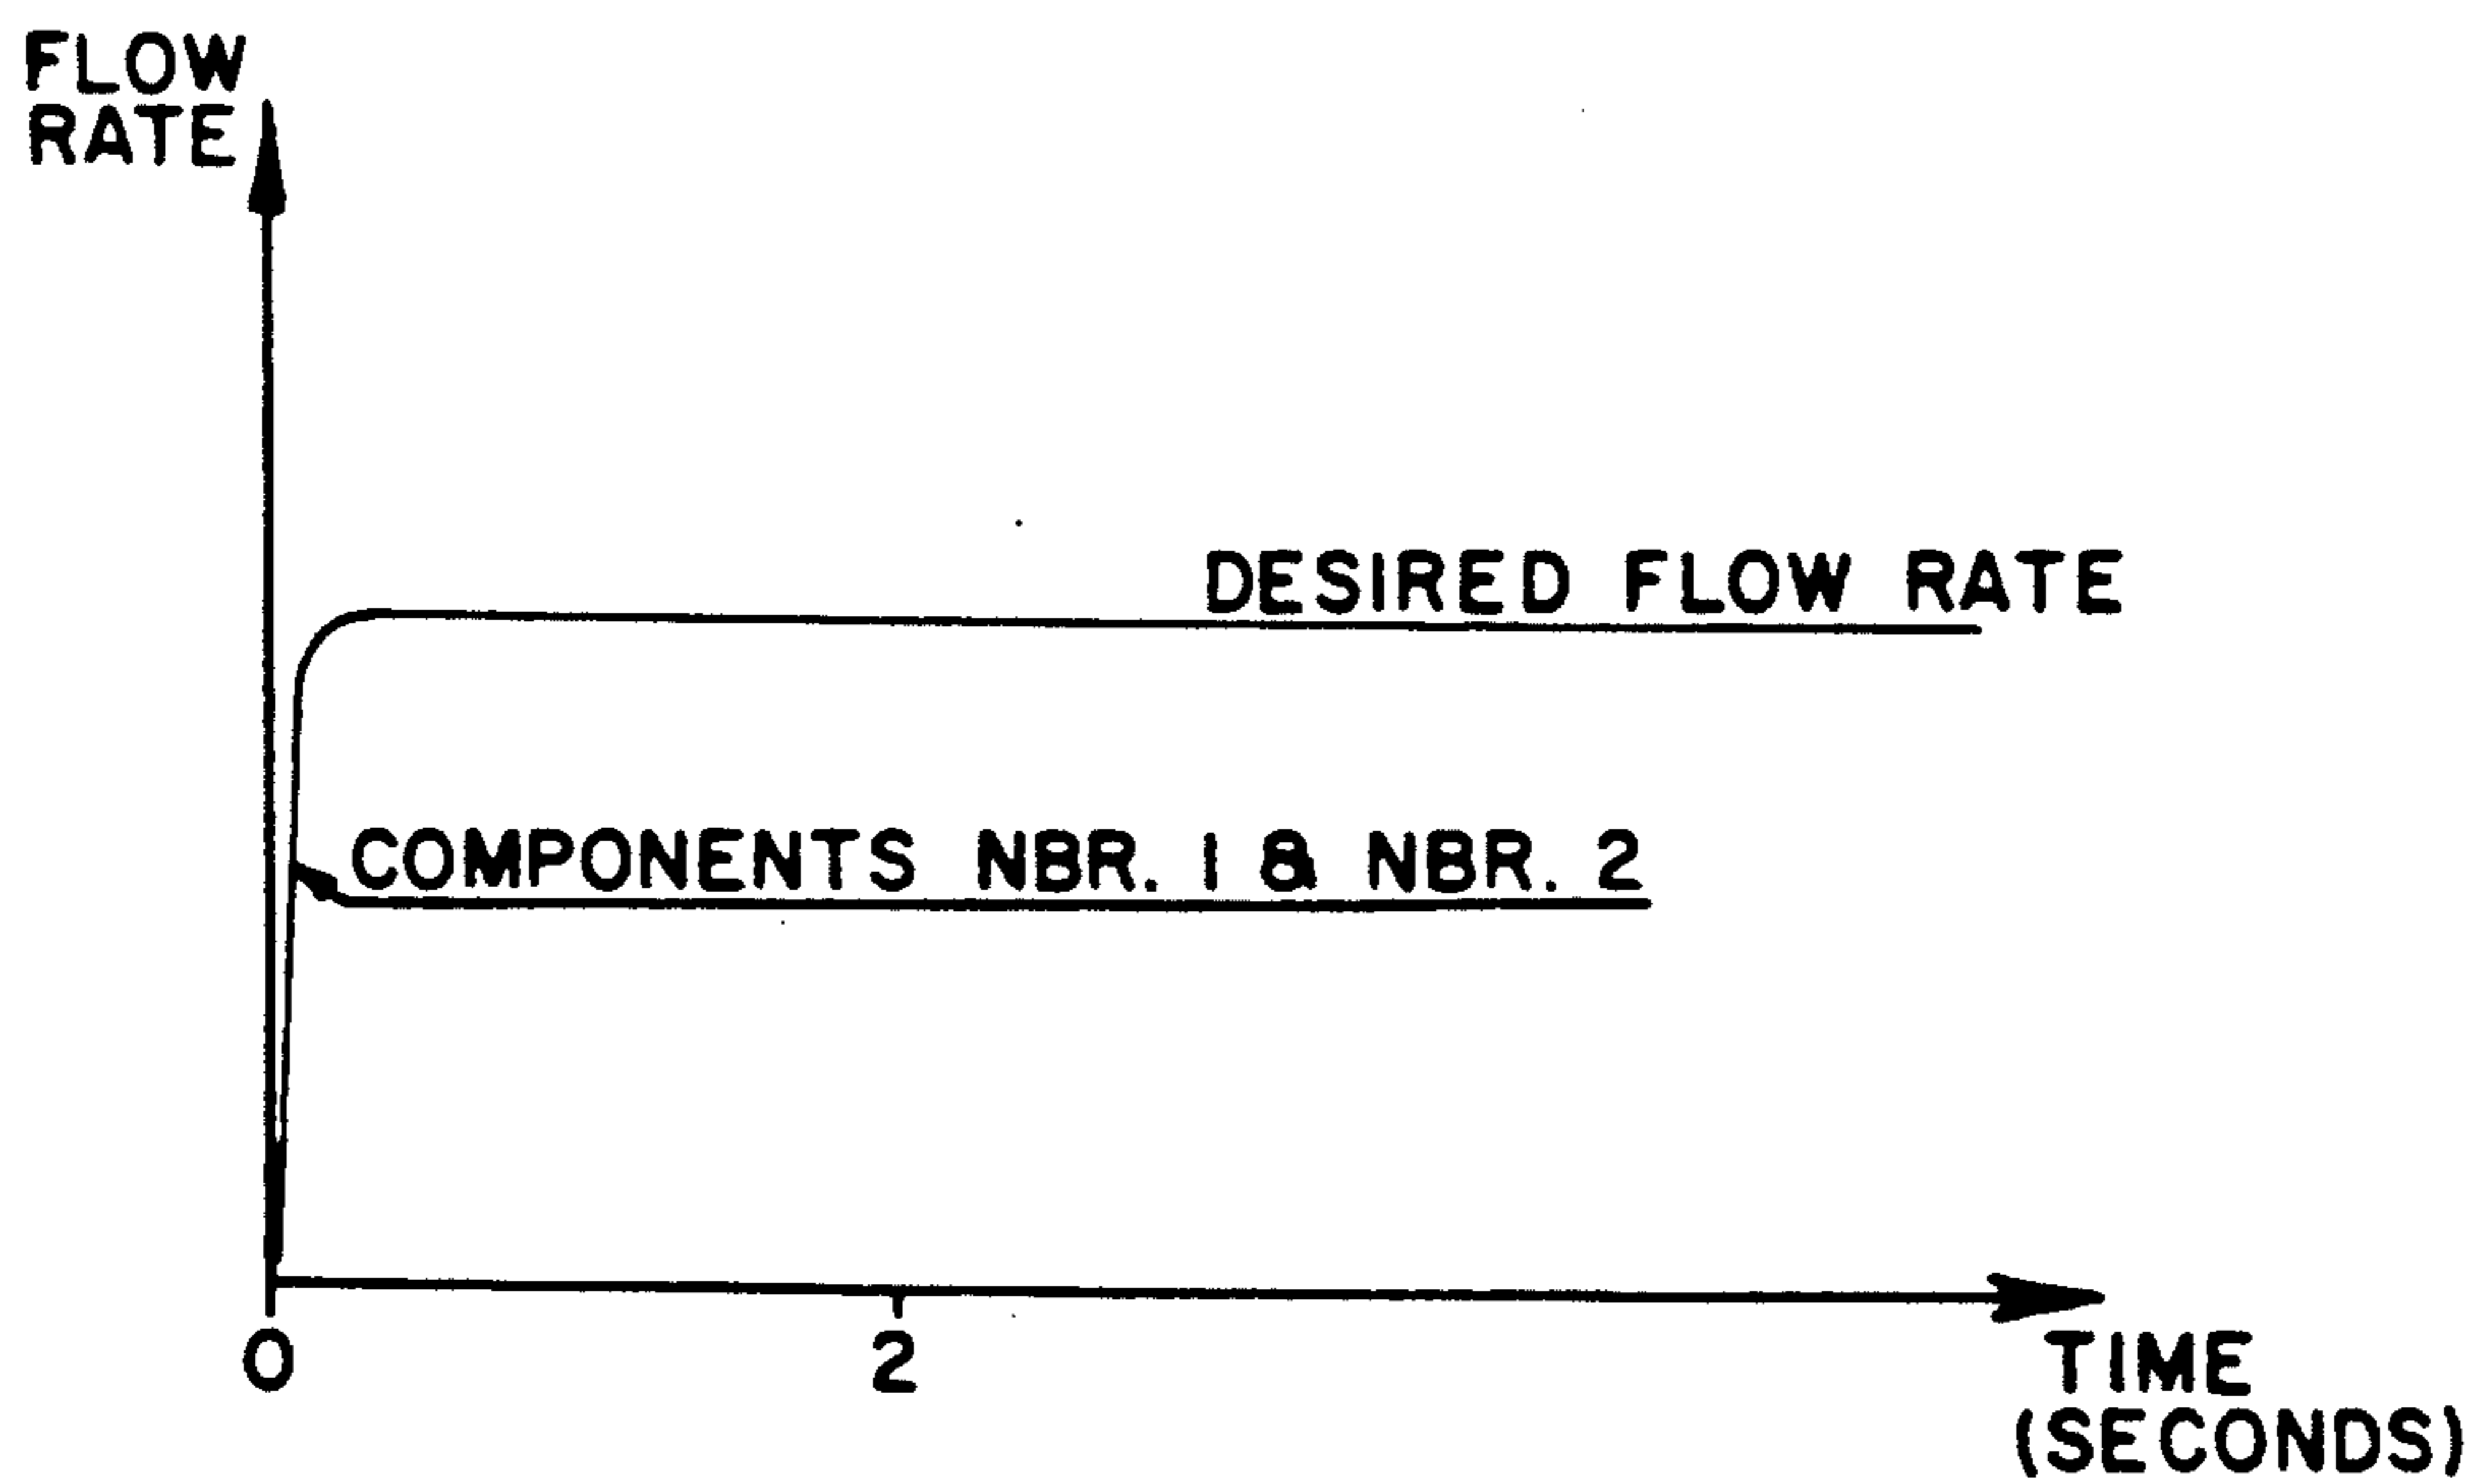 FLOW
RATE
DESIRED FLOW RATE
COMPONENTS NBR. 1 & NBR. 2
0
2
TIME
(SECONDS)